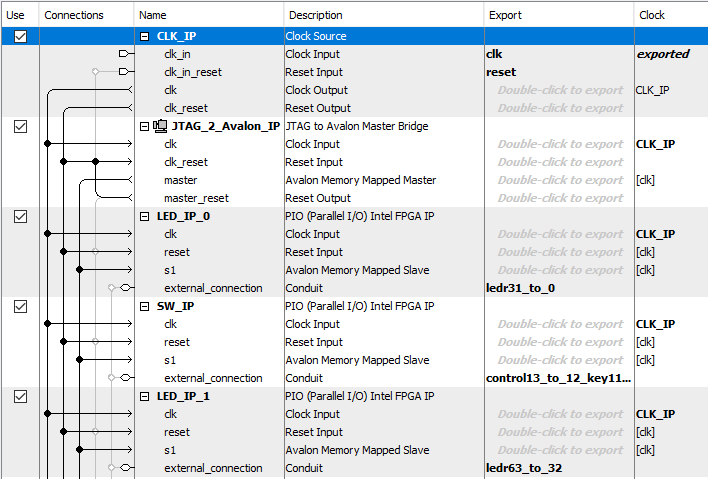 Use Connections Name Description Export Clock
CLK_IP Clock Source
clk_in Clock Input clk exported
clk_in_reset Reset Input reset
clk Clock Output Double-click to export CLK_IP
clk_reset Reset Output Double-click to export
JTAG_2_Avalon_IP JTAG to Avalon Master Bridge
clk Clock Input Double-click to export CLK_IP
clk_reset Reset Input Double-click to export
master Avalon Memory Mapped Master Double-click to export [clk]
master_reset Reset Output Double-click to export
LED_IP_0 PIO (Parallel I/O) Intel FPGA IP
clk Clock Input Double-click to export CLK_IP
reset Reset Input Double-click to export [clk]
s1 Avalon Memory Mapped Slave Double-click to export [clk]
external_connection Conduit ledr31_to_0
SW_IP PIO (Parallel I/O) Intel FPGA IP
clk Clock Input Double-click to export CLK_IP
reset Reset Input Double-click to export [clk]
s1 Avalon Memory Mapped Slave Double-click to export [clk]
external_connection Conduit control13_to_12_key11...
LED_IP_1 PIO (Parallel I/O) Intel FPGA IP
clk Clock Input Double-click to export CLK_IP
reset Reset Input Double-click to export [clk]
s1 Avalon Memory Mapped Slave Double-click to export [clk]
external_connection Conduit ledr63_to_32